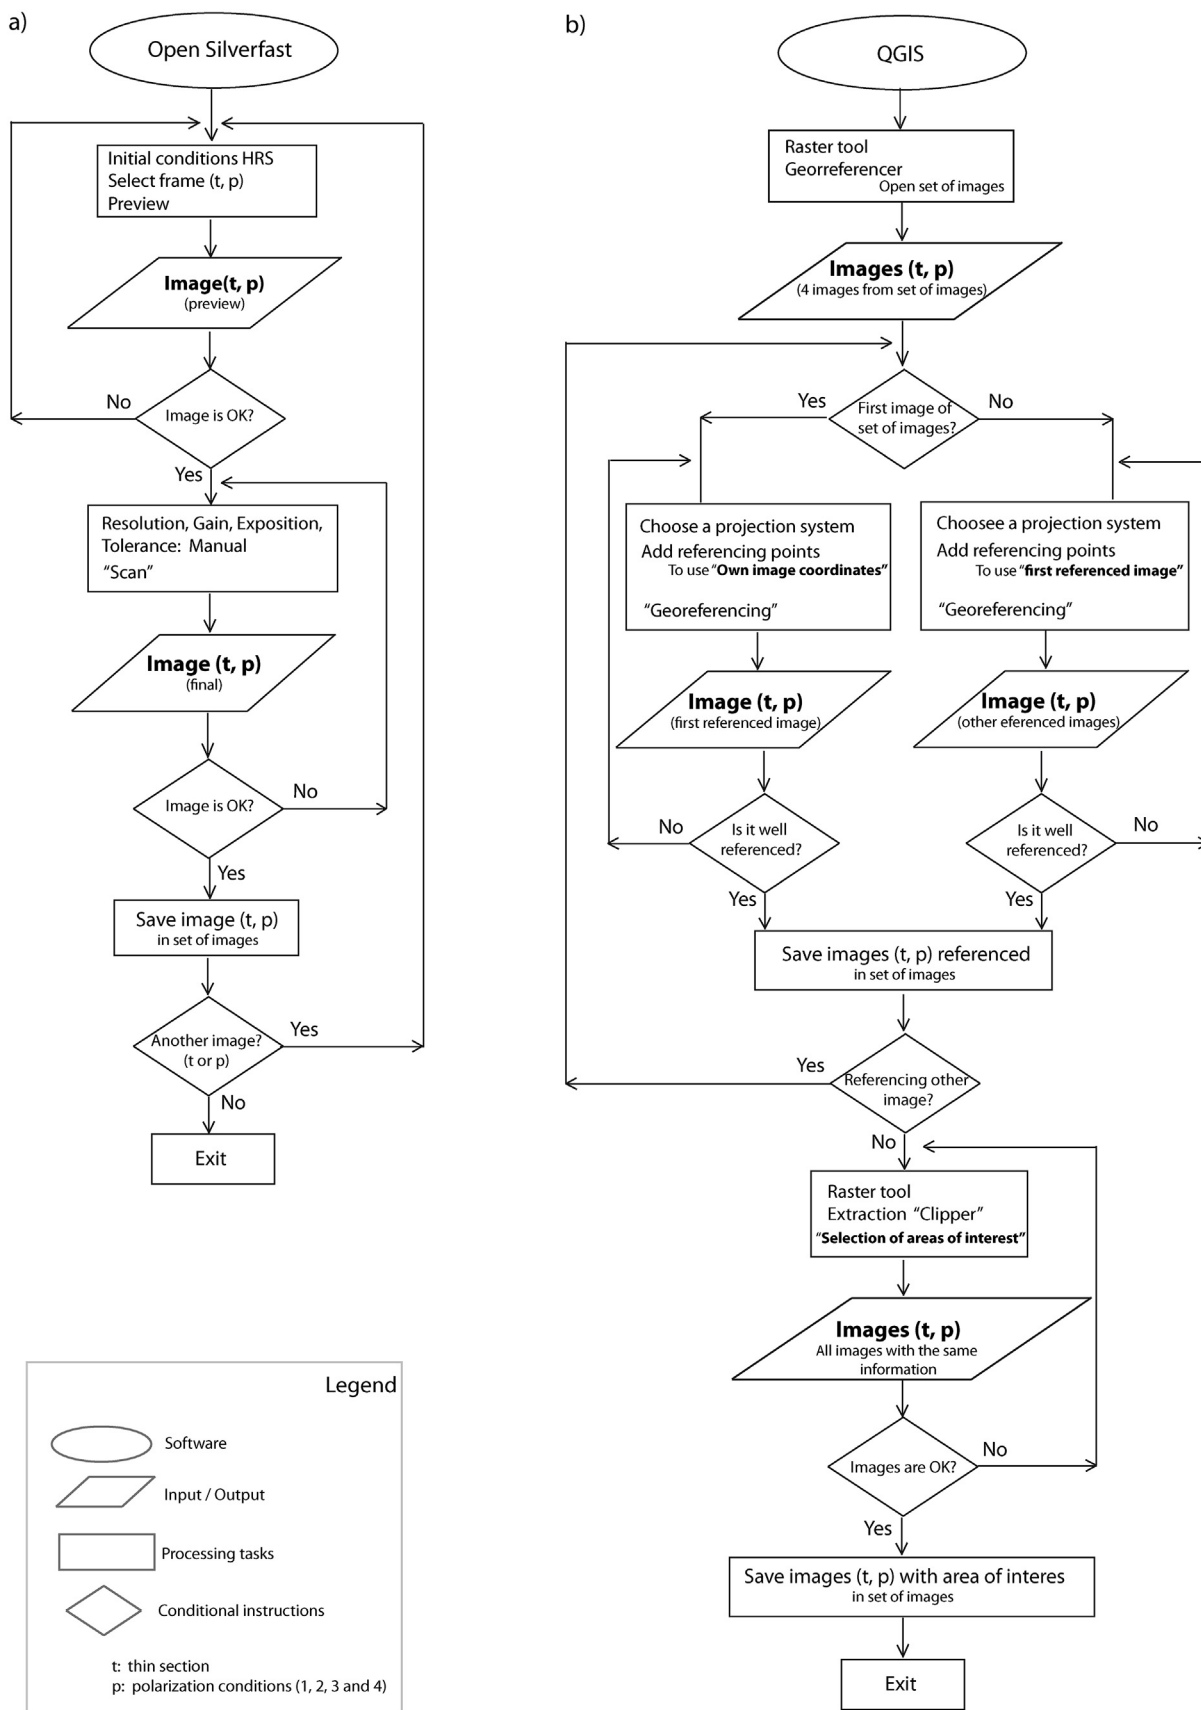 a)
Open Silverfast
Initial conditions HRS
Select frame (t, p)
Preview
Image(t, p)
(preview)
No
Image is OK?
Yes
Resolution, Gain, Exposition,
Tolerance: Manual
“Scan”
Image (t, p)
(final)
Image is OK?
No
Yes
Save image (t, p)
in set of images
Another image?
(t or p)
Yes
No
Exit
Legend
Software
Input / Output
Processing tasks
Conditional instructions
t: thin section
p: polarization conditions (1, 2, 3 and 4)
b)
QGIS
Raster tool
Georreferencer
Open set of images
Images (t, p)
(4 images from set of images)
Yes
First image of
set of images?
No
Choose a projection system
Add referencing points
To use “Own image coordinates”
“Georeferencing”
Image (t, p)
(first referenced image)
No
Is it well
referenced?
Yes
Choosee a projection system
Add referencing points
To use “first referenced image”
“Georeferencing”
Image (t, p)
(other eferenced images)
Is it well
referenced?
No
Yes
Save images (t, p) referenced
in set of images
Yes
Referencing other
image?
No
Raster tool
Extraction “Clipper”
“Selection of areas of interest”
Images (t, p)
All images with the same
information
Images are OK?
No
Yes
Save images (t, p) with area of interes
in set of images
Exit